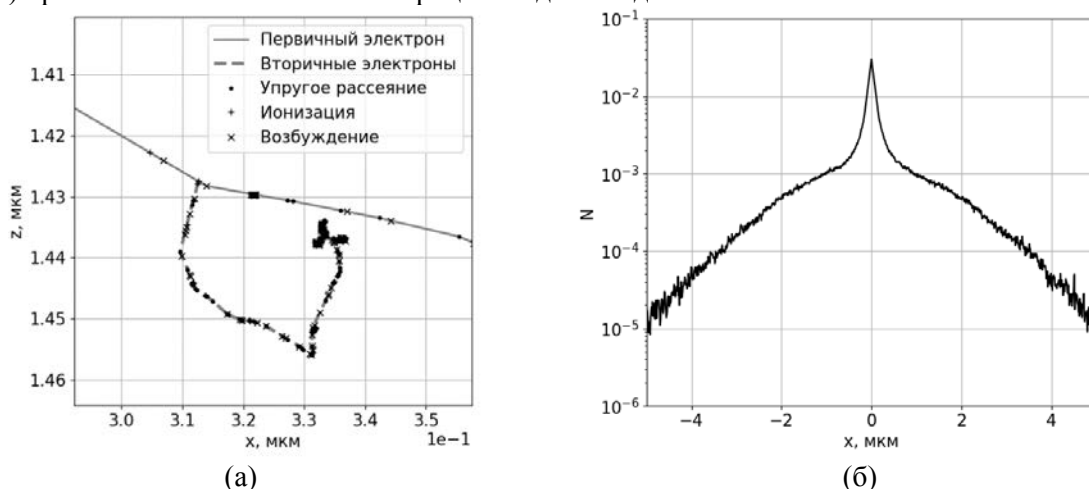 Первичный электрон
Вторичные электроны
Упругое рассеяние
Ионизация
Возбуждение
1.41
1.42
1.43
1.44
1.45
1.46
z, мкм
3.0 3.1 3.2 3.3 3.4 3.5
1e−1
x, мкм
(а)
10⁻¹
10⁻²
10⁻³
10⁻⁴
10⁻⁵
10⁻⁶
N
−4 −2 0 2 4
x, мкм
(б)